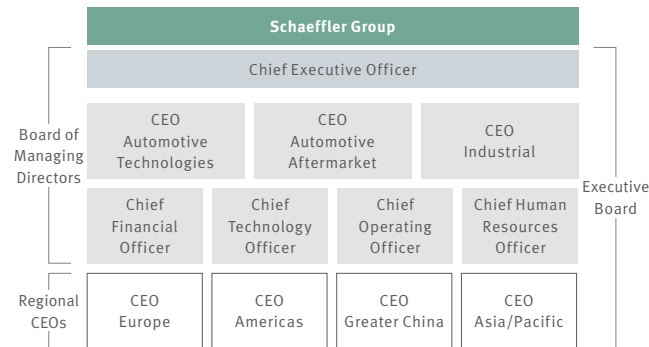 Schaeffler Group
Chief Executive Officer
Board of
Managing
Directors
CEO
Automotive
Technologies
CEO
Automotive
Aftermarket
CEO
Industrial
Chief
Financial
Officer
Chief
Technology
Officer
Chief
Operating
Officer
Chief Human
Resources
Officer
Executive
Board
Regional
CEOs
CEO
Europe
CEO
Americas
CEO
Greater China
CEO
Asia/Pacific